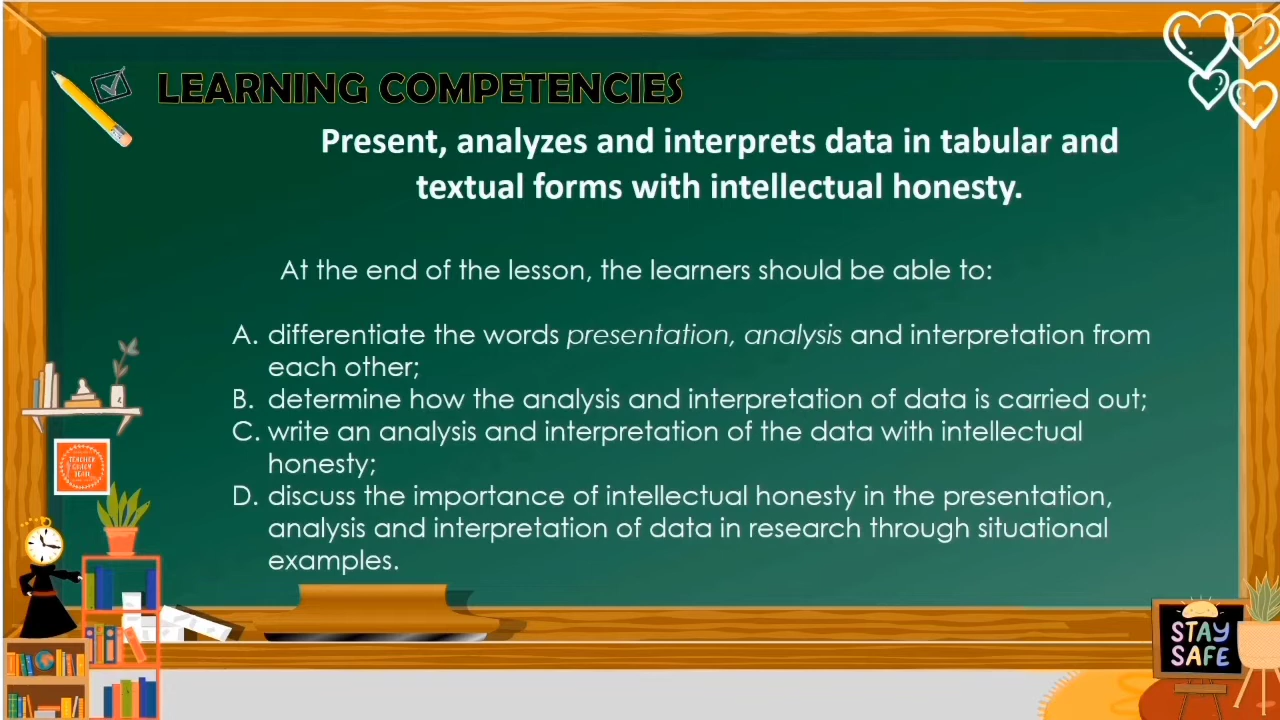 LEARNING COMPETENCIES
Present, analyzes and interprets data in tabular and
textual forms with intellectual honesty.
At the end of the lesson, the learners should be able to:
A. differentiate the words presentation, analysis and interpretation from
each other;
B. determine how the analysis and interpretation of data is carried out;
C. write an analysis and interpretation of the data with intellectual
honesty;
D. discuss the importance of intellectual honesty in the presentation,
analysis and interpretation of data in research through situational
examples.
STAY
SAFE